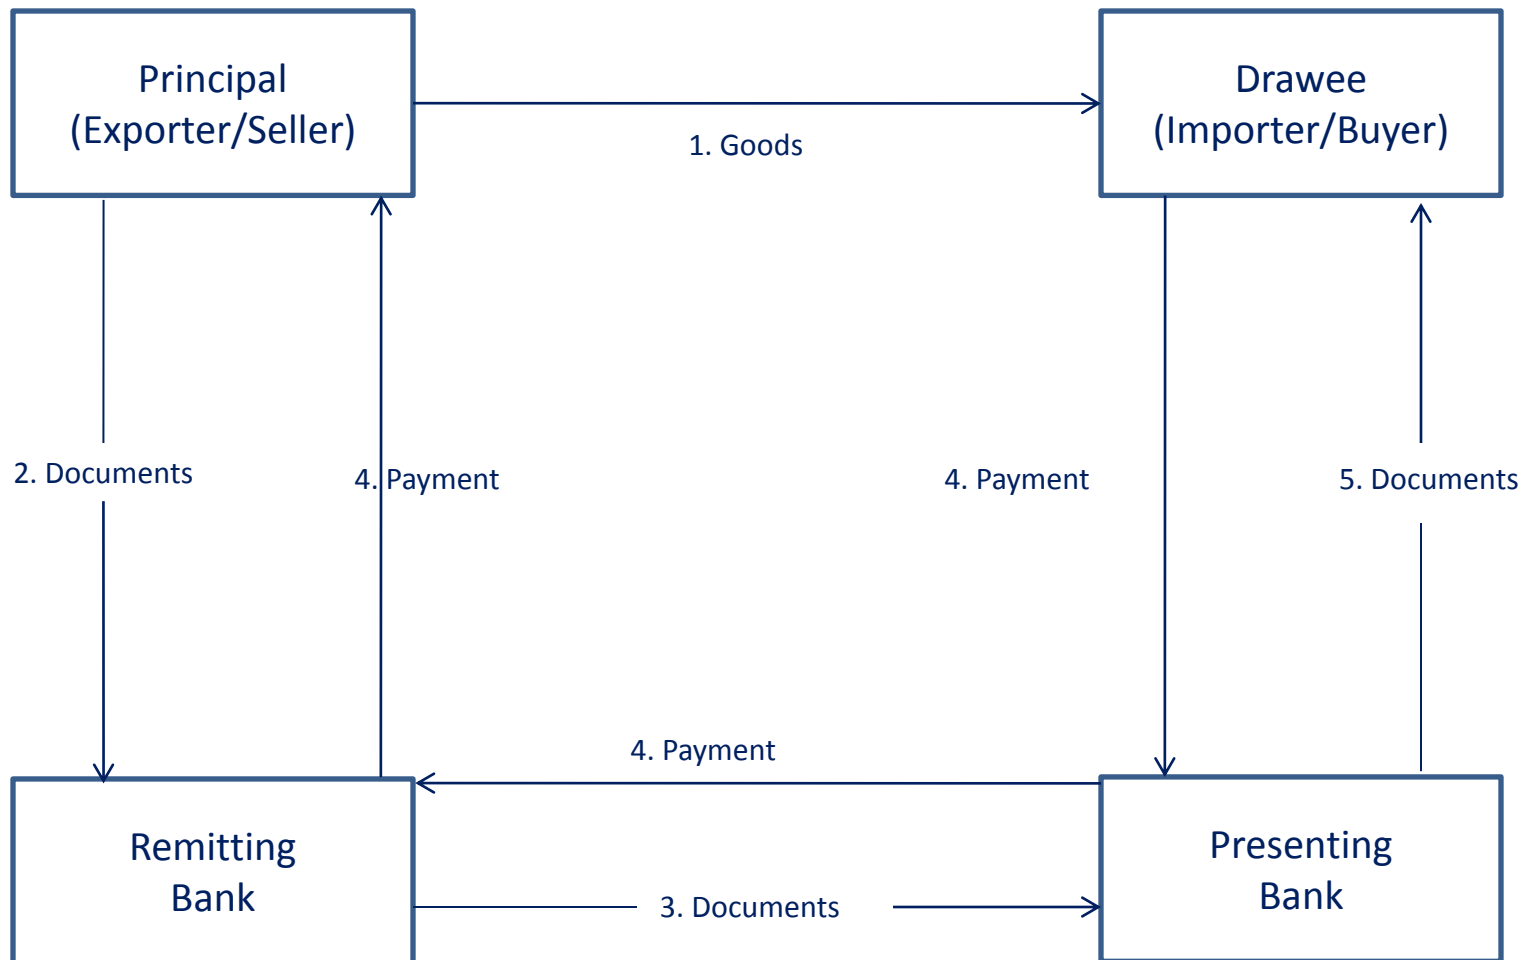 Principal
(Exporter/Seller)
Drawee
(Importer/Buyer)
1. Goods
2. Documents
4. Payment
4. Payment
5. Documents
4. Payment
Remitting
Bank
Presenting
Bank
3. Documents